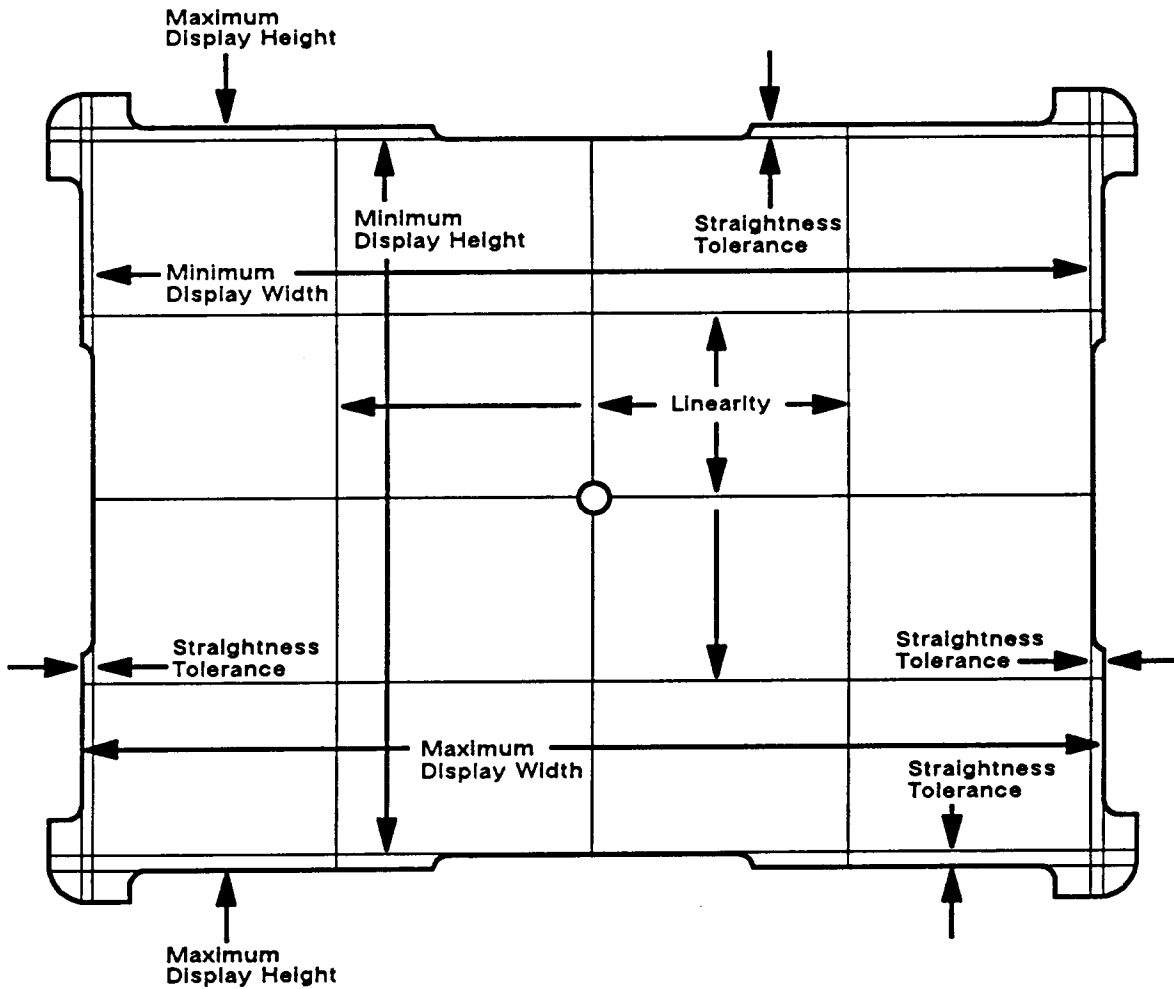 Maximum
Display Height
Minimum
Display Height
Straightness
Tolerance
Minimum
Display Width
Linearity
Straightness
Tolerance
Straightness
Tolerance
Maximum
Display Width
Straightness
Tolerance
Maximum
Display Height